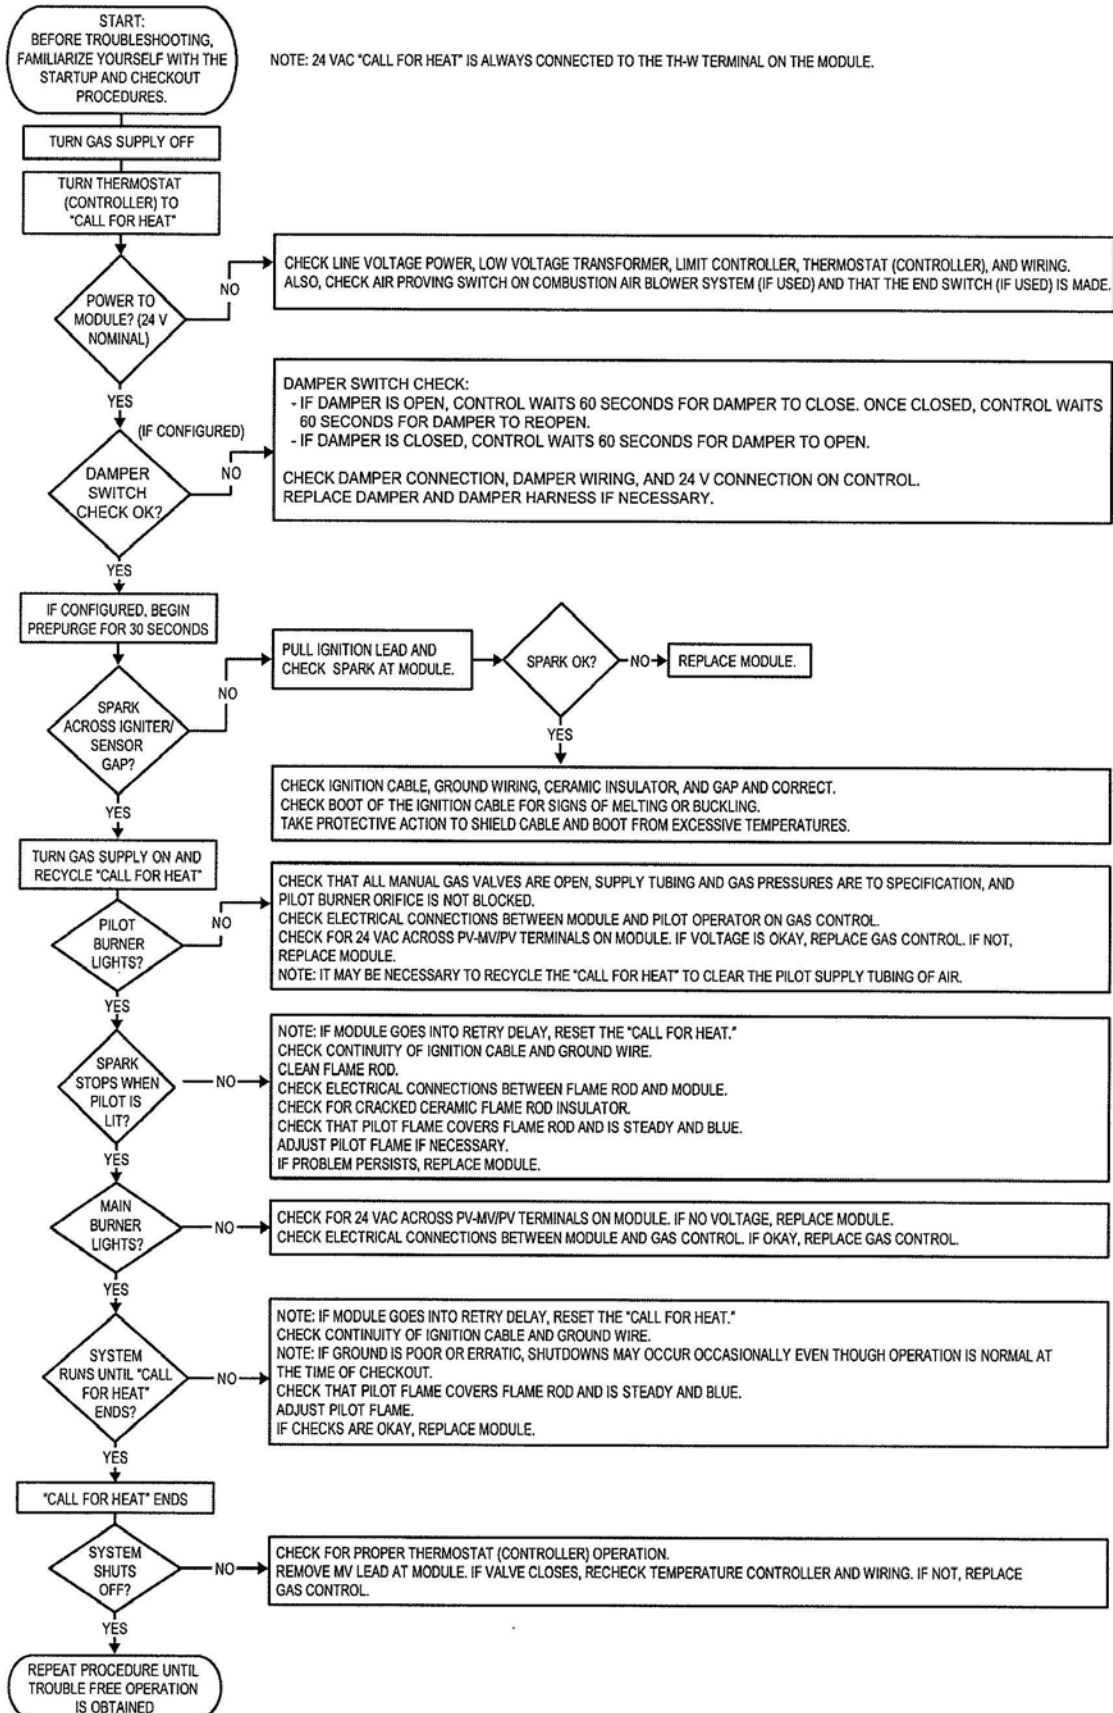 START:
BEFORE TROUBLESHOOTING,
FAMILIARIZE YOURSELF WITH THE
STARTUP AND CHECKOUT
PROCEDURES.
NOTE: 24 VAC "CALL FOR HEAT" IS ALWAYS CONNECTED TO THE TH-W TERMINAL ON THE MODULE.
TURN GAS SUPPLY OFF
TURN THERMOSTAT
(CONTROLLER) TO
"CALL FOR HEAT"
POWER TO
MODULE? (24 V
NOMINAL)
NO
CHECK LINE VOLTAGE POWER, LOW VOLTAGE TRANSFORMER, LIMIT CONTROLLER, THERMOSTAT (CONTROLLER), AND WIRING.
ALSO, CHECK AIR PROVING SWITCH ON COMBUSTION AIR BLOWER SYSTEM (IF USED) AND THAT THE END SWITCH (IF USED) IS MADE.
YES
(IF CONFIGURED)
DAMPER
SWITCH
CHECK OK?
NO
DAMPER SWITCH CHECK:
- IF DAMPER IS OPEN, CONTROL WAITS 60 SECONDS FOR DAMPER TO CLOSE. ONCE CLOSED, CONTROL WAITS
60 SECONDS FOR DAMPER TO REOPEN.
- IF DAMPER IS CLOSED, CONTROL WAITS 60 SECONDS FOR DAMPER TO OPEN.
CHECK DAMPER CONNECTION, DAMPER WIRING, AND 24 V CONNECTION ON CONTROL.
REPLACE DAMPER AND DAMPER HARNESS IF NECESSARY.
YES
IF CONFIGURED, BEGIN
PREPURGE FOR 30 SECONDS
SPARK
ACROSS IGNITER/
SENSOR
GAP?
NO
PULL IGNITION LEAD AND
CHECK SPARK AT MODULE.
SPARK OK?
NO
REPLACE MODULE.
YES
CHECK IGNITION CABLE, GROUND WIRING, CERAMIC INSULATOR, AND GAP AND CORRECT.
CHECK BOOT OF THE IGNITION CABLE FOR SIGNS OF MELTING OR BUCKLING.
TAKE PROTECTIVE ACTION TO SHIELD CABLE AND BOOT FROM EXCESSIVE TEMPERATURES.
YES
TURN GAS SUPPLY ON AND
RECYCLE "CALL FOR HEAT"
PILOT
BURNER
LIGHTS?
NO
CHECK THAT ALL MANUAL GAS VALVES ARE OPEN, SUPPLY TUBING AND GAS PRESSURES ARE TO SPECIFICATION, AND
PILOT BURNER ORIFICE IS NOT BLOCKED.
CHECK ELECTRICAL CONNECTIONS BETWEEN MODULE AND PILOT OPERATOR ON GAS CONTROL.
CHECK FOR 24 VAC ACROSS PV-MV/PV TERMINALS ON MODULE. IF VOLTAGE IS OKAY, REPLACE GAS CONTROL. IF NOT,
REPLACE MODULE.
NOTE: IT MAY BE NECESSARY TO RECYCLE THE "CALL FOR HEAT" TO CLEAR THE PILOT SUPPLY TUBING OF AIR.
YES
SPARK
STOPS WHEN
PILOT IS
LIT?
NO
NOTE: IF MODULE GOES INTO RETRY DELAY, RESET THE "CALL FOR HEAT."
CHECK CONTINUITY OF IGNITION CABLE AND GROUND WIRE.
CLEAN FLAME ROD.
CHECK ELECTRICAL CONNECTIONS BETWEEN FLAME ROD AND MODULE.
CHECK FOR CRACKED CERAMIC FLAME ROD INSULATOR.
CHECK THAT PILOT FLAME COVERS FLAME ROD AND IS STEADY AND BLUE.
ADJUST PILOT FLAME IF NECESSARY.
IF PROBLEM PERSISTS, REPLACE MODULE.
YES
MAIN
BURNER
LIGHTS?
NO
CHECK FOR 24 VAC ACROSS PV-MV/PV TERMINALS ON MODULE. IF NO VOLTAGE, REPLACE MODULE.
CHECK ELECTRICAL CONNECTIONS BETWEEN MODULE AND GAS CONTROL. IF OKAY, REPLACE GAS CONTROL.
YES
SYSTEM
RUNS UNTIL "CALL
FOR HEAT"
ENDS?
NO
NOTE: IF MODULE GOES INTO RETRY DELAY, RESET THE "CALL FOR HEAT."
CHECK CONTINUITY OF IGNITION CABLE AND GROUND WIRE.
NOTE: IF GROUND IS POOR OR ERRATIC, SHUTDOWNS MAY OCCUR OCCASIONALLY EVEN THOUGH OPERATION IS NORMAL AT
THE TIME OF CHECKOUT.
CHECK THAT PILOT FLAME COVERS FLAME ROD AND IS STEADY AND BLUE.
ADJUST PILOT FLAME.
IF CHECKS ARE OKAY, REPLACE MODULE.
YES
"CALL FOR HEAT" ENDS
SYSTEM
SHUTS
OFF?
NO
CHECK FOR PROPER THERMOSTAT (CONTROLLER) OPERATION.
REMOVE MV LEAD AT MODULE. IF VALVE CLOSES, RECHECK TEMPERATURE CONTROLLER AND WIRING. IF NOT, REPLACE
GAS CONTROL.
YES
REPEAT PROCEDURE UNTIL
TROUBLE FREE OPERATION
IS OBTAINED